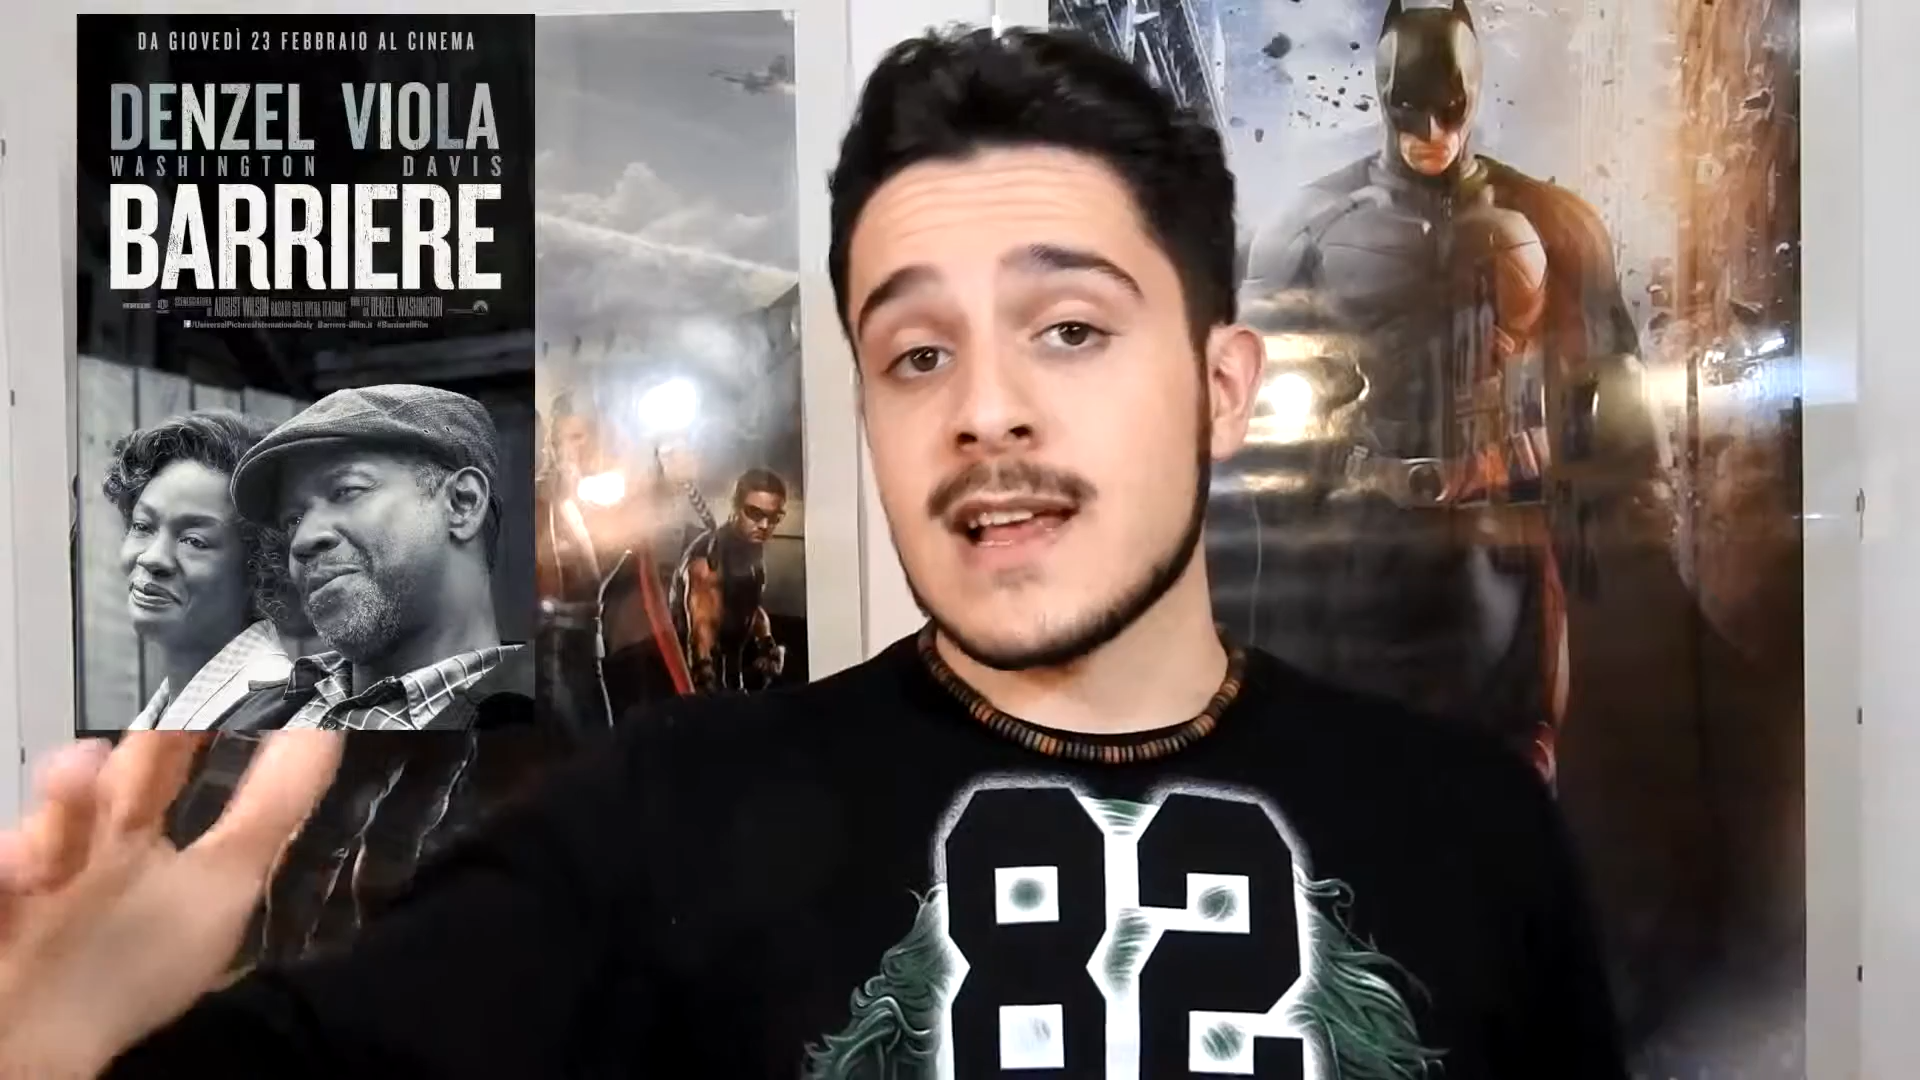 DA GIOVEDÌ 23 FEBBRAIO AL CINEMA
DENZEL VIOLA
WASHINGTON DAVIS
BARRIERE
AUGUST WILSON DENZEL WASHINGTON
82